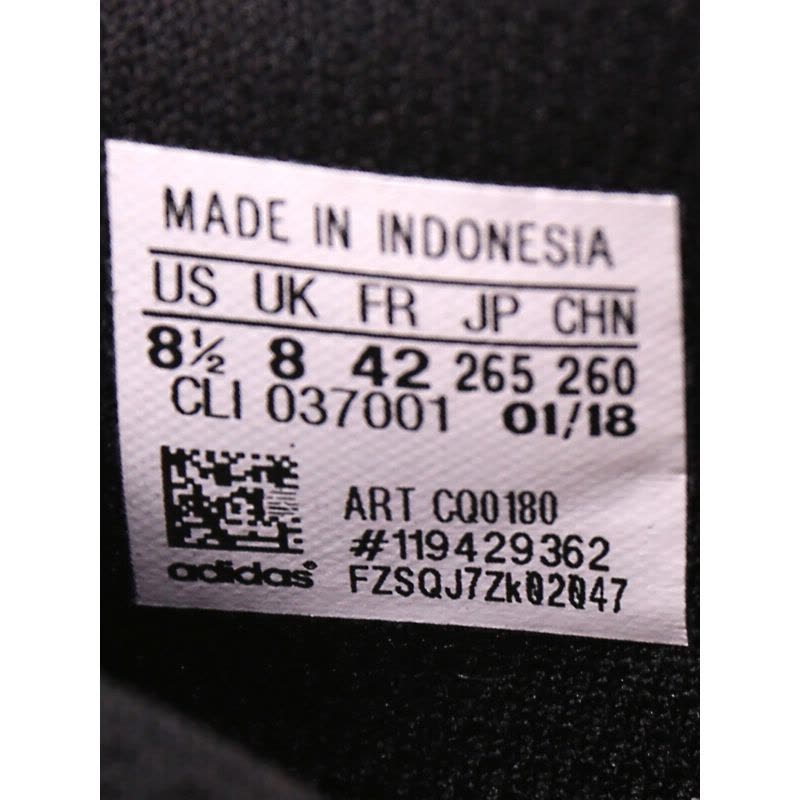 MADE IN INDONESIA
US UK FR JP CHN
8½ 8 42 265 260
CLI 037001 01/18
ART CQ0180
#119429362
adidas® FZSQJ7Zk02047